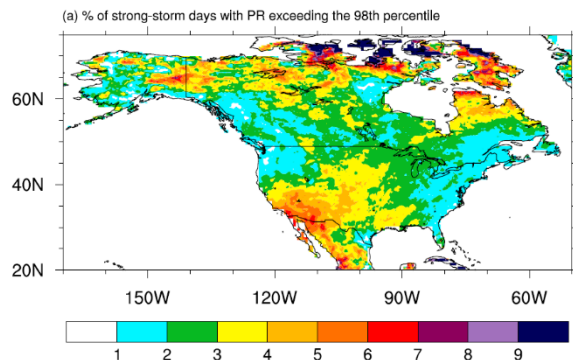 (a) % of strong-storm days with PR exceeding the 98th percentile
60N
40N
20N
150W 120W 90W 60W
1 2 3 4 5 6 7 8 9